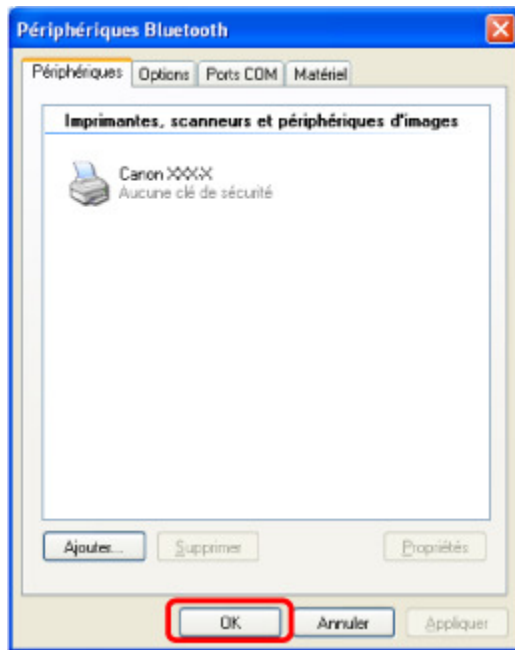 Périphériques Bluetooth
Périphériques Options Ports COM Matériel
Imprimantes, scanneurs et périphériques d'images
Canon XXX-X
Aucune clé de sécurité
Ajouter... Supprimer Propriétés
OK Annuler Appliquer